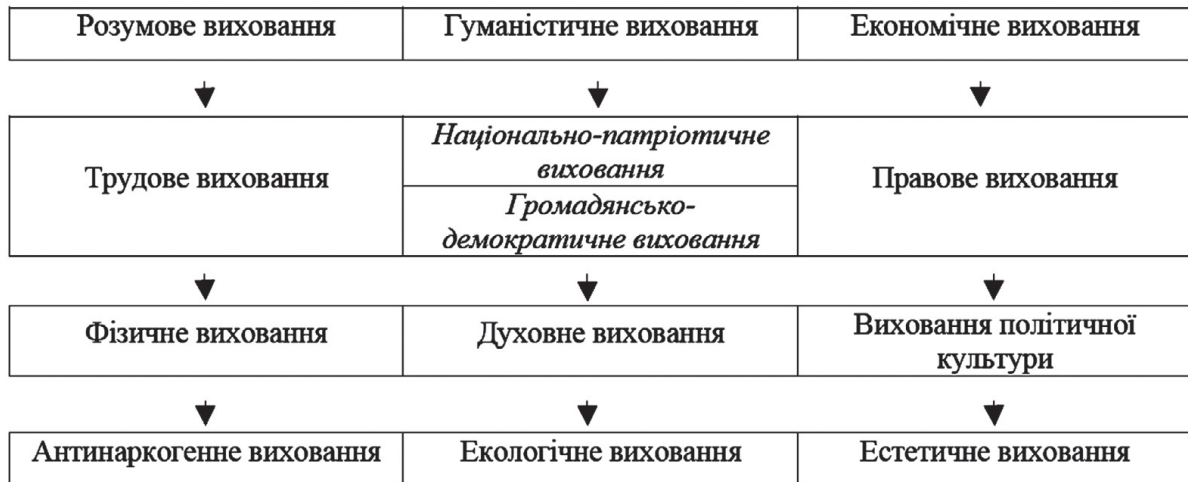 Розумове виховання
Гуманістичне виховання
Економічне виховання
Трудове виховання
Національно-патріотичне
виховання
Громадянсько-
демократичне виховання
Правове виховання
Фізичне виховання
Духовне виховання
Виховання політичної
культури
Антинаркогенне виховання
Екологічне виховання
Естетичне виховання